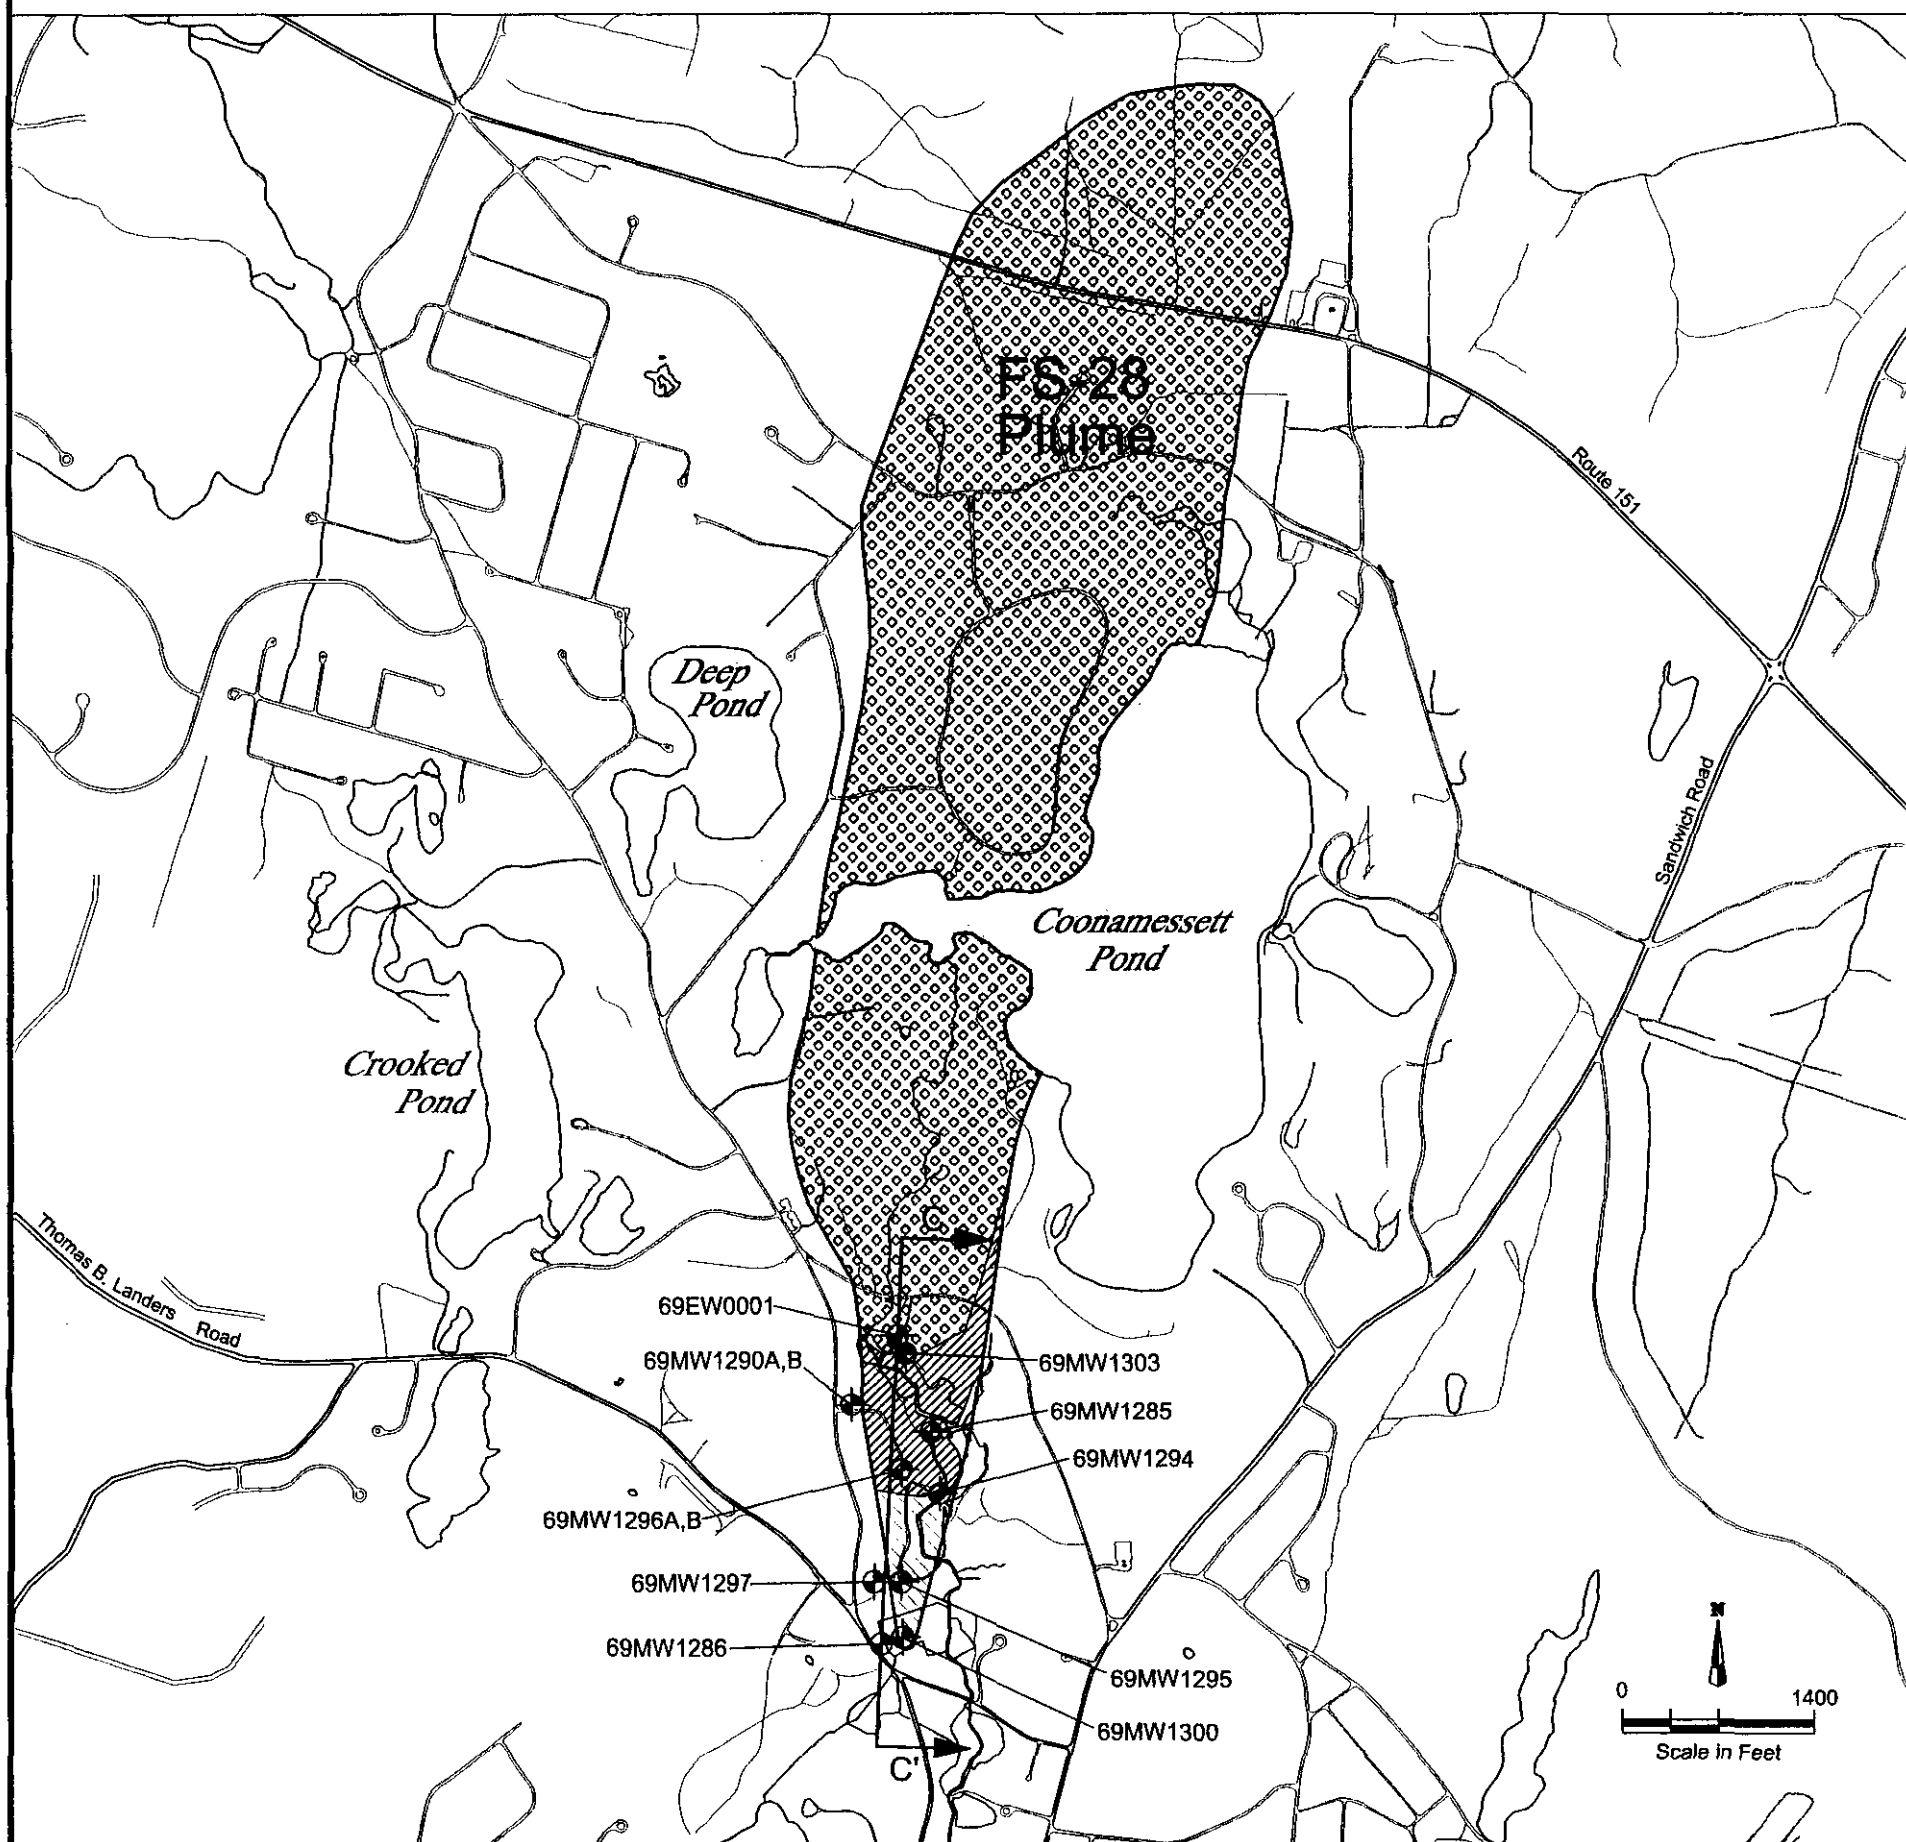 FS-28
Plume
Route 151
Deep
Pond
Sandwich Road
Coonamessett
Pond
Crooked
Pond
Thomas B. Landers Road
C
69EW0001
69MW1290A,B
69MW1303
69MW1285
69MW1294
69MW1296A,B
69MW1297
69MW1286
69MW1295
69MW1300
C'
N
0 1400
Scale in Feet